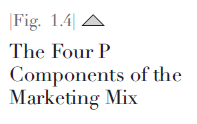 |Fig. 1.4|
The Four P
Components of the
Marketing Mix